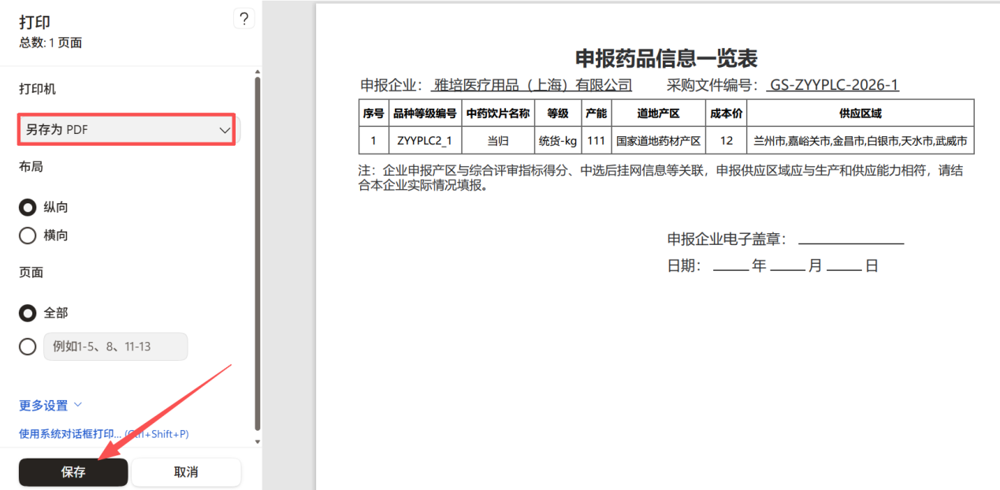 打印
?
总数: 1 页面
打印机
另存为 PDF
布局
纵向
横向
页面
全部
例如1-5、8、11-13
更多设置
使用系统对话框打印... (Ctrl+Shift+P)
保存 取消
申报药品信息一览表
申报企业: 雅培医疗用品（上海）有限公司 采购文件编号: GS-ZYYPLC-2026-1
序号 品种等级编号 中药饮片名称 等级 产能 道地产区 成本价 供应区域
1 ZYYPLC2_1 当归 统货-kg 111 国家道地药材产区 12 兰州市,嘉峪关市,金昌市,白银市,天水市,武威市
注：企业申报产区与综合评审指标得分、中选后挂网信息等关联，申报供应区域应与生产和供应能力相符，请结
合本企业实际情况填报。
申报企业电子盖章：
日期： 年 月 日